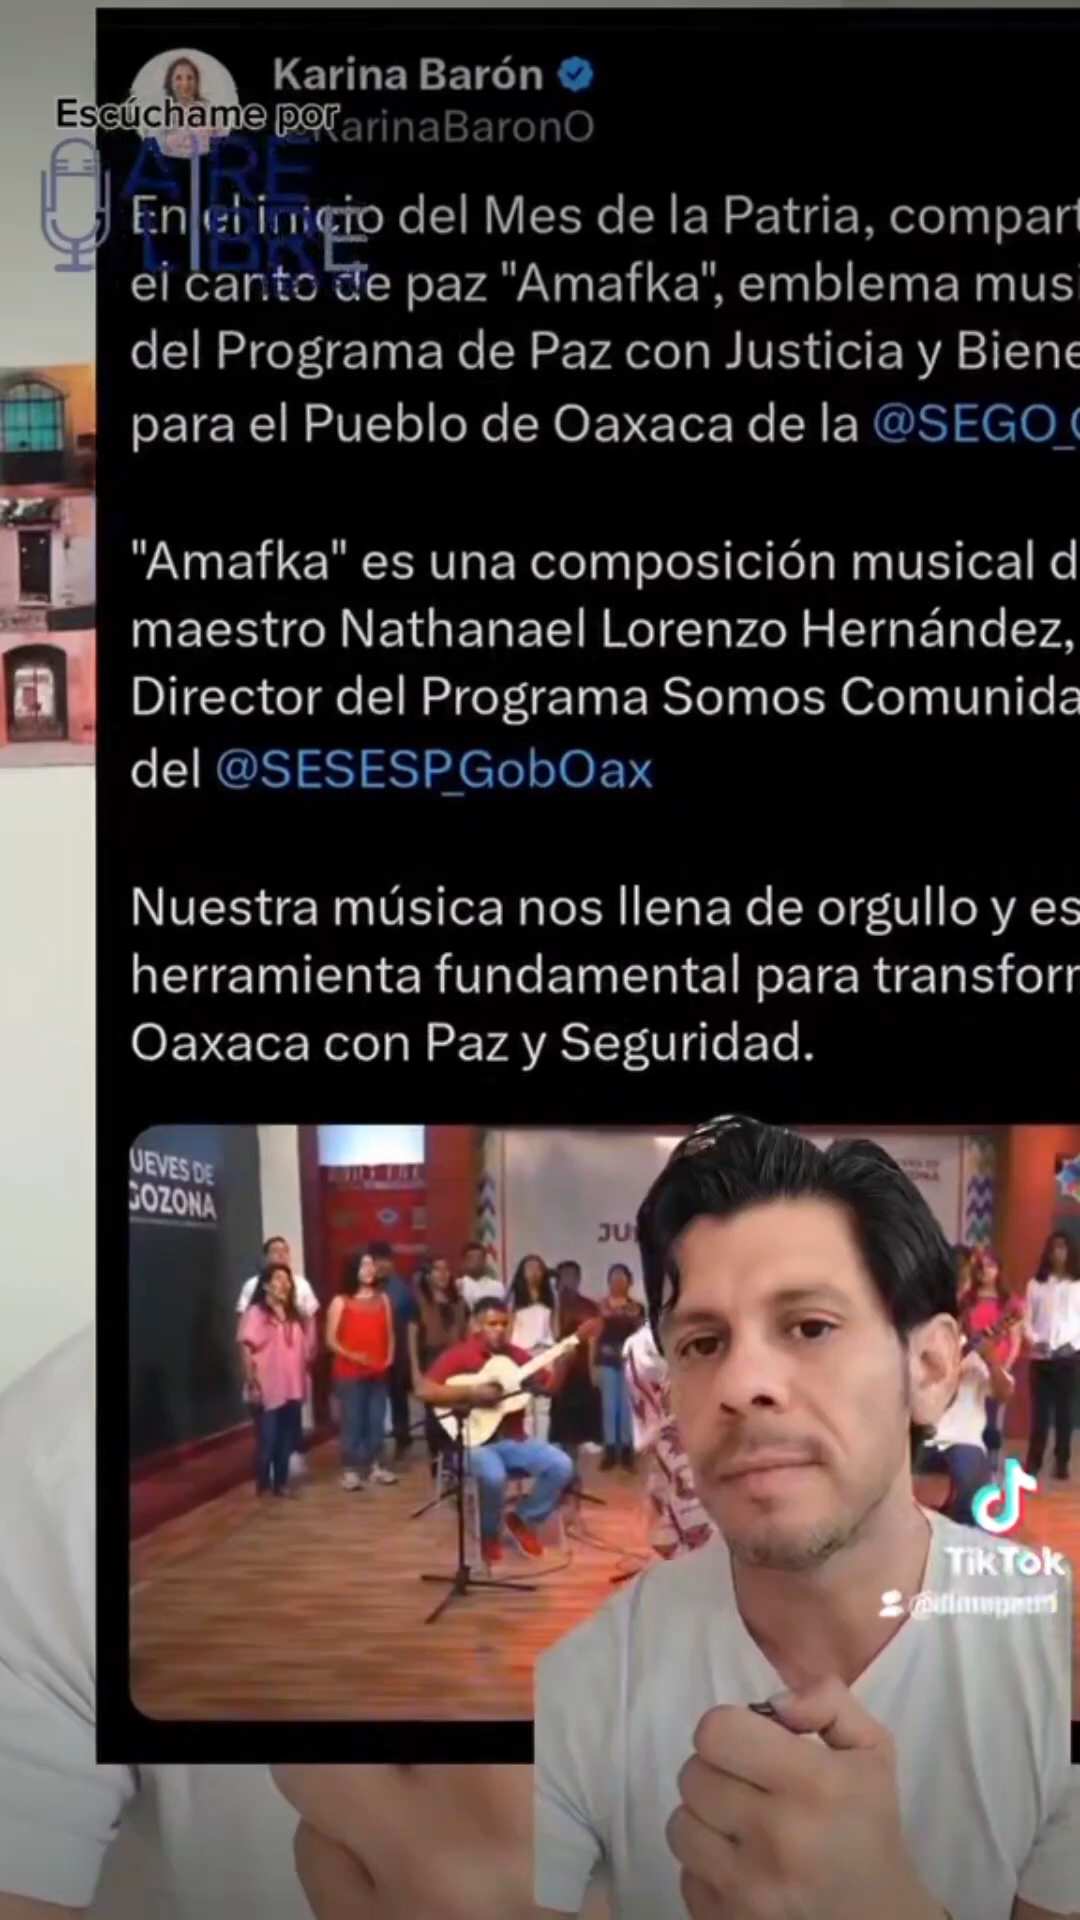 Karina Barón
Escúchame por
@KarinaBaronO
AIRE
LIBRE
En el inicio del Mes de la Patria, compart
el canto de paz "Amafka", emblema musi
del Programa de Paz con Justicia y Biene
para el Pueblo de Oaxaca de la @SEGO_
"Amafka" es una composición musical d
maestro Nathanael Lorenzo Hernández,
Director del Programa Somos Comunida
del @SESESP_GobOax
Nuestra música nos llena de orgullo y es
herramienta fundamental para transforr
Oaxaca con Paz y Seguridad.
UEVES DE
GOZONA
JU
TikTok